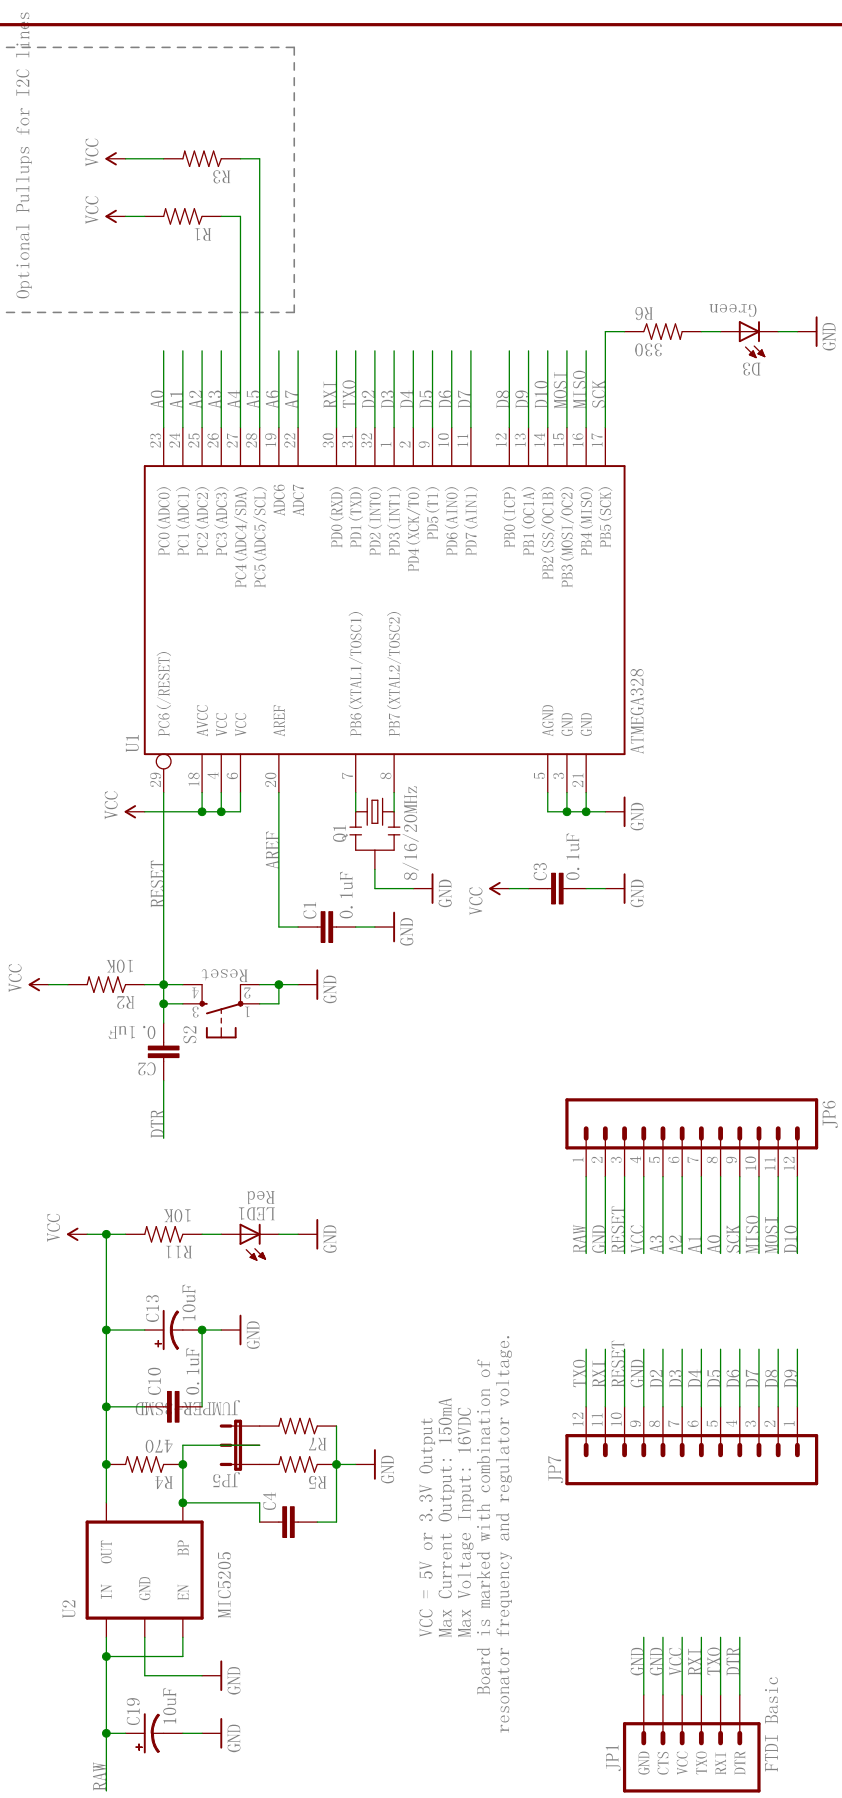 Optional Pullups for I2C lines
VCC
R3
VCC
R1
R6
330
Green
D3
GND
A0
A1
A2
A3
A4
A5
A6
A7
RXI
TXO
D2
D3
D4
D5
D6
D7
D8
D9
D10
MOSI
MISO
SCK
23
24
25
26
27
28
19
22
30
31
32
1
2
9
10
11
12
13
14
15
16
17
PC0(ADC0)
PC1(ADC1)
PC2(ADC2)
PC3(ADC3)
PC4(ADC4/SDA)
PC5(ADC5/SCL)
ADC6
ADC7
PD0(RXD)
PD1(TXD)
PD2(INT0)
PD3(INT1)
PD4(XCK/T0)
PD5(T1)
PD6(AIN0)
PD7(AIN1)
PB0(ICP)
PB1(OC1A)
PB2(SS/OC1B)
PB3(MOSI/OC2)
PB4(MISO)
PB5(SCK)
PC6(/RESET)
AVCC
VCC
VCC
AREF
PB6(XTAL1/TOSC1)
PB7(XTAL2/TOSC2)
AGND
GND
GND
U1
ATMEGA328
29
18
4
6
20
7
8
5
3
21
VCC
RESET
AREF
Q1
8/16/20MHz
GND
GND
C1
0.1uF
GND
VCC
C3
0.1uF
GND
VCC
10K
R2
Reset
4
2
3
1
S2
GND
0.1uF
C2
DTR
VCC
10K
R11
Red
LED1
GND
C13
10uF
GND
C10
0.1uF
JUMPER-PSSMD
JP5
470
R4
R7
R5
GND
C4
U2
IN
OUT
GND
EN
BP
MIC5205
GND
C19
10uF
GND
RAW
VCC = 5V or 3.3V Output
Max Current Output: 150mA
Max Voltage Input: 16VDC
Board is marked with combination of
resonator frequency and regulator voltage.
JP6
1
2
3
4
5
6
7
8
9
10
11
12
RAW
GND
RESET
VCC
A3
A2
A1
A0
SCK
MISO
MOSI
D10
TXO
RXI
RESET
GND
D2
D3
D4
D5
D6
D7
D8
D9
12
11
10
9
8
7
6
5
4
3
2
1
JP7
GND
GND
VCC
RXI
TXO
DTR
JP1
GND
CTS
VCC
TXO
RXI
DTR
FTDI Basic